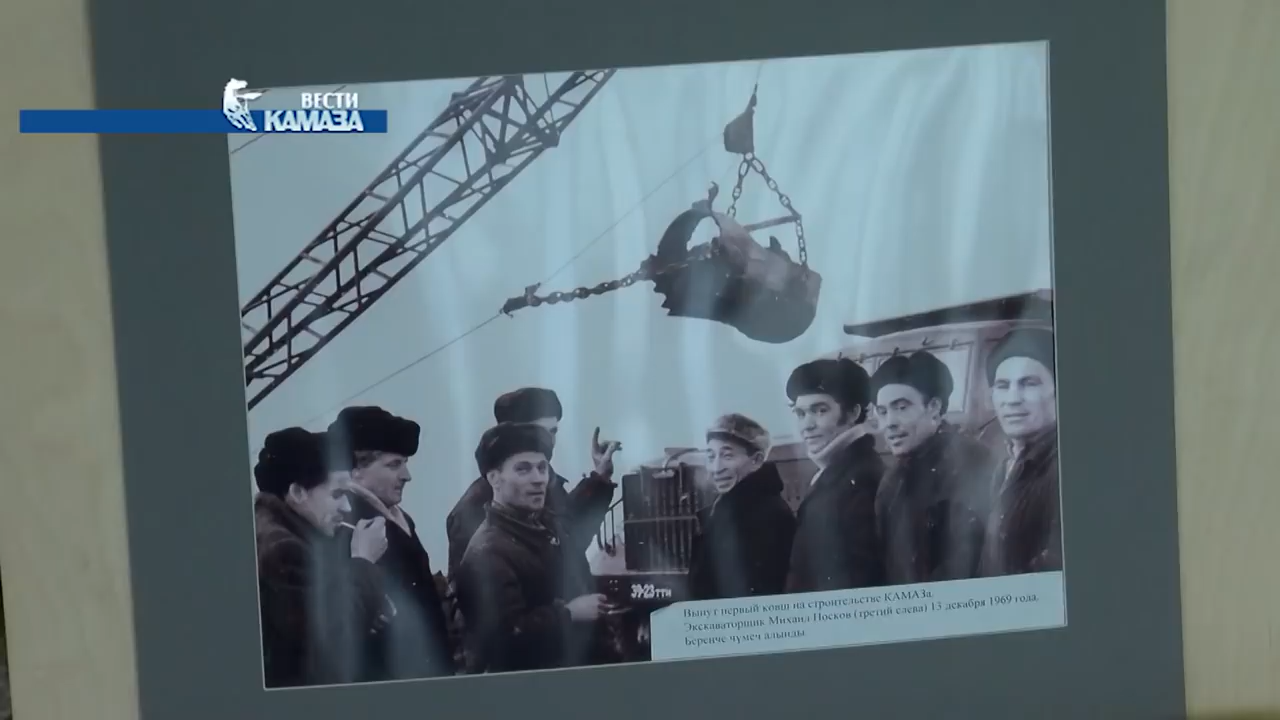 ВЕСТИ
КАМАЗА
39-23 ТТИ
Вынут первый ковш на строительстве КАМАЗа.
Экскаваторщик Михаил Носков (третий слева) 13 декабря 1969 года.
Беренче чүмеч алынды